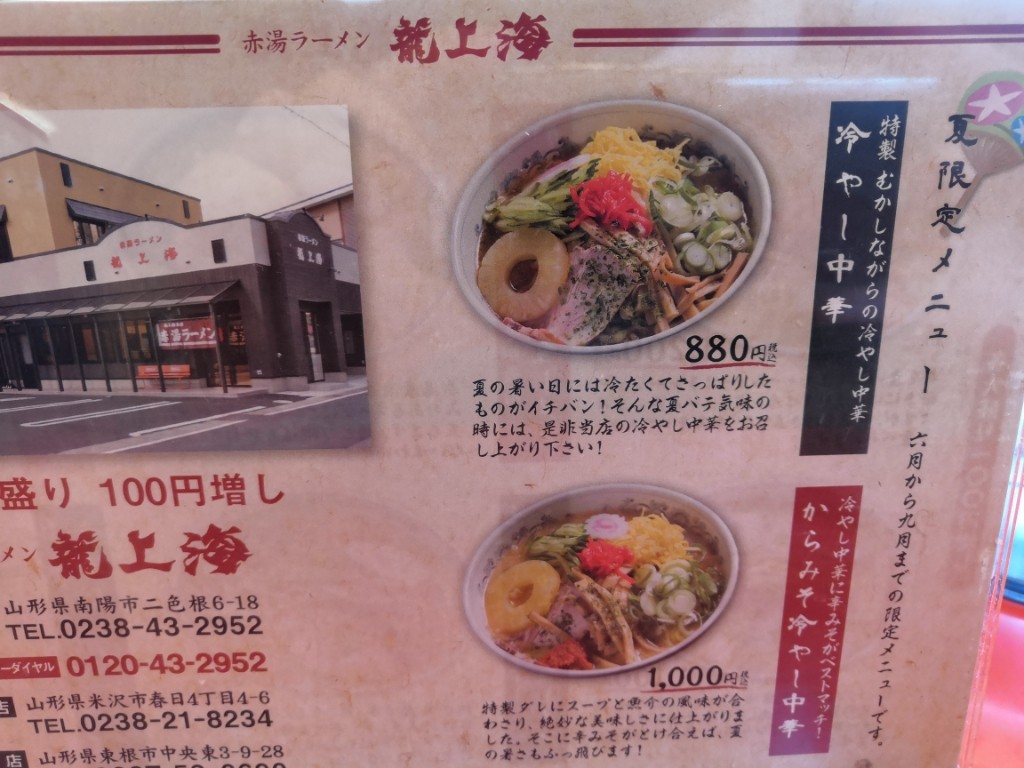 赤湯ラーメン 龍上海
夏限定メニュー
六月から九月までの限定メニューです。
特製 むかしながらの冷やし中華
冷やし中華
880円税込
夏の暑い日には冷たくてさっぱりした
ものがイチバン！そんな夏バテ気味の
時には、是非当店の冷やし中華をお召
し上がり下さい！
冷やし中華に辛みそがベストマッチ！
からみそ冷やし中華
1,000円税込
特製ダレにスープと魚介の風味が合
わさり、絶妙な美味しさに仕上がりま
した。そこに辛みそがとけ合えば、夏
の暑さもふっ飛びます！
赤湯ラーメン
龍上海
龍上海
赤湯ラーメン
盛り 100円増し
メン 龍上海
山形県南陽市二色根6-18
TEL.0238-43-2952
ーダイヤル 0120-43-2952
店 山形県米沢市春日4丁目4-6
TEL.0238-21-8234
店 山形県東根市中央東3-9-28